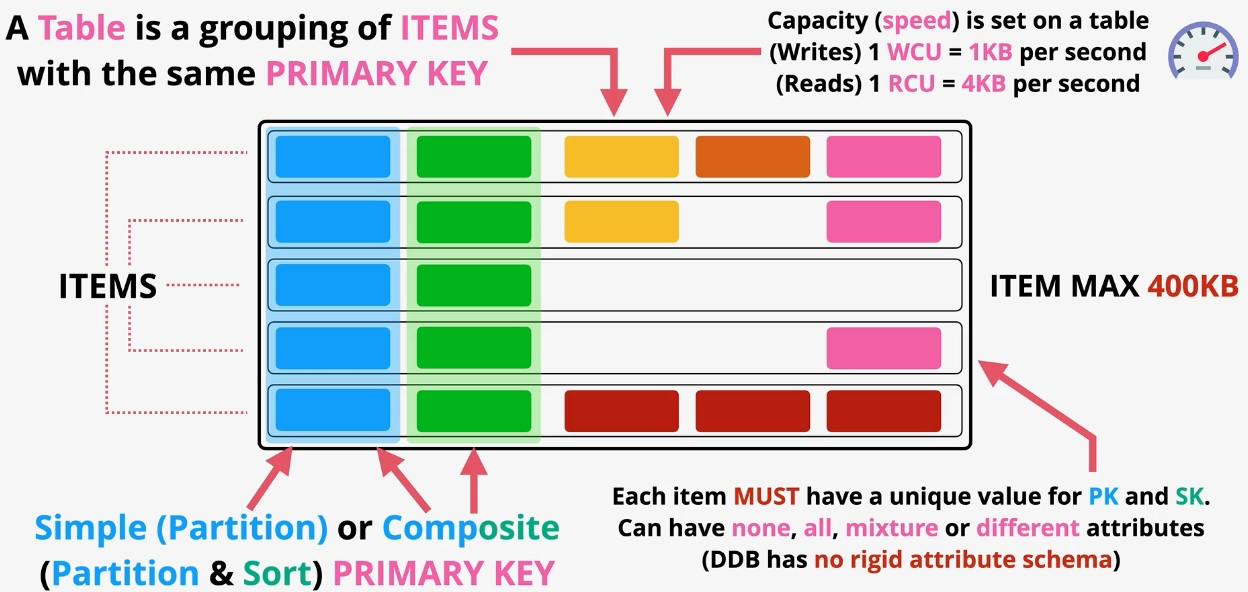 A Table is a grouping of ITEMS
with the same PRIMARY KEY
Capacity (speed) is set on a table
(Writes) 1 WCU = 1KB per second
(Reads) 1 RCU = 4KB per second
ITEMS
ITEM MAX 400KB
Simple (Partition) or Composite
(Partition & Sort) PRIMARY KEY
Each item MUST have a unique value for PK and SK.
Can have none, all, mixture or different attributes
(DDB has no rigid attribute schema)